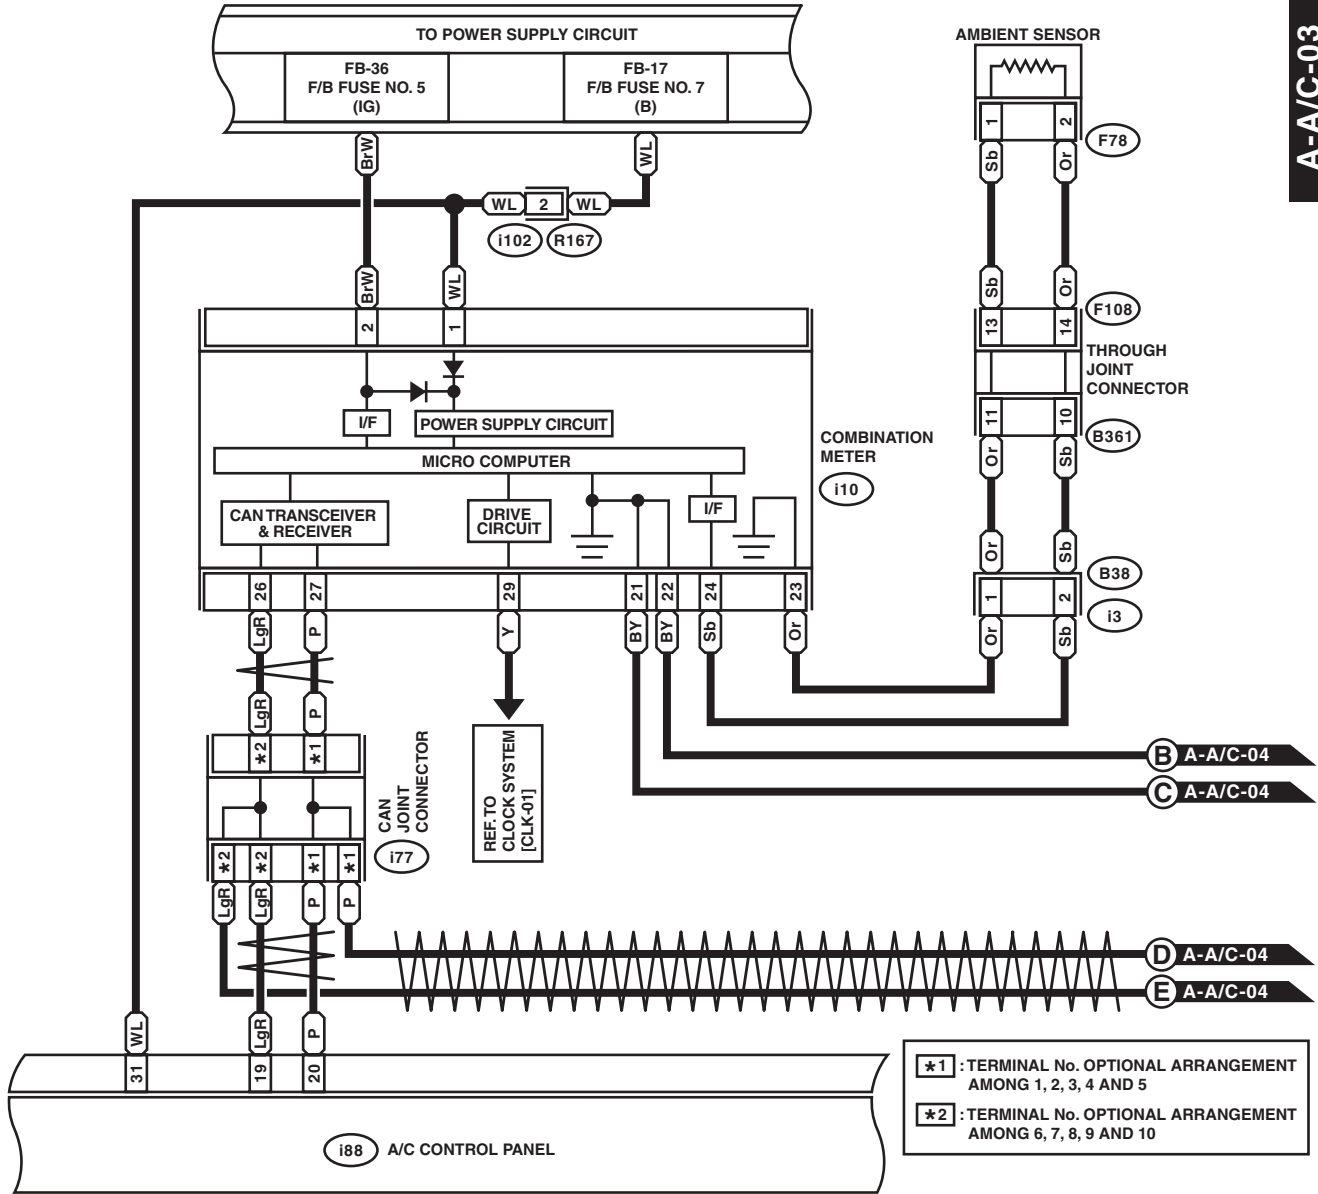 A-A/C-03
TO POWER SUPPLY CIRCUIT
FB-36
F/B FUSE NO. 5
(IG)
FB-17
F/B FUSE NO. 7
(B)
AMBIENT SENSOR
1
2
F78
BrW
WL
Sb
Or
WL
2
WL
i102
R167
BrW
WL
Sb
Or
2
1
13
14
F108
THROUGH
JOINT
CONNECTOR
I/F
POWER SUPPLY CIRCUIT
11
10
B361
MICRO COMPUTER
COMBINATION
METER
i10
Or
Sb
CAN TRANSCEIVER
& RECEIVER
DRIVE
CIRCUIT
I/F
Or
Sb
26
27
29
21
22
24
23
B38
1
2
i3
LgR
P
Y
BY
BY
Sb
Or
Or
Sb
LgR
P
*2
*1
CAN
JOINT
CONNECTOR
i77
REF. TO
CLOCK SYSTEM
[CLK-01]
B
A-A/C-04
C
A-A/C-04
*2
*2
*1
*1
LgR
LgR
P
P
D
A-A/C-04
E
A-A/C-04
WL
LgR
P
31
19
20
i88
A/C CONTROL PANEL
*1 : TERMINAL No. OPTIONAL ARRANGEMENT
AMONG 1, 2, 3, 4 AND 5
*2 : TERMINAL No. OPTIONAL ARRANGEMENT
AMONG 6, 7, 8, 9 AND 10